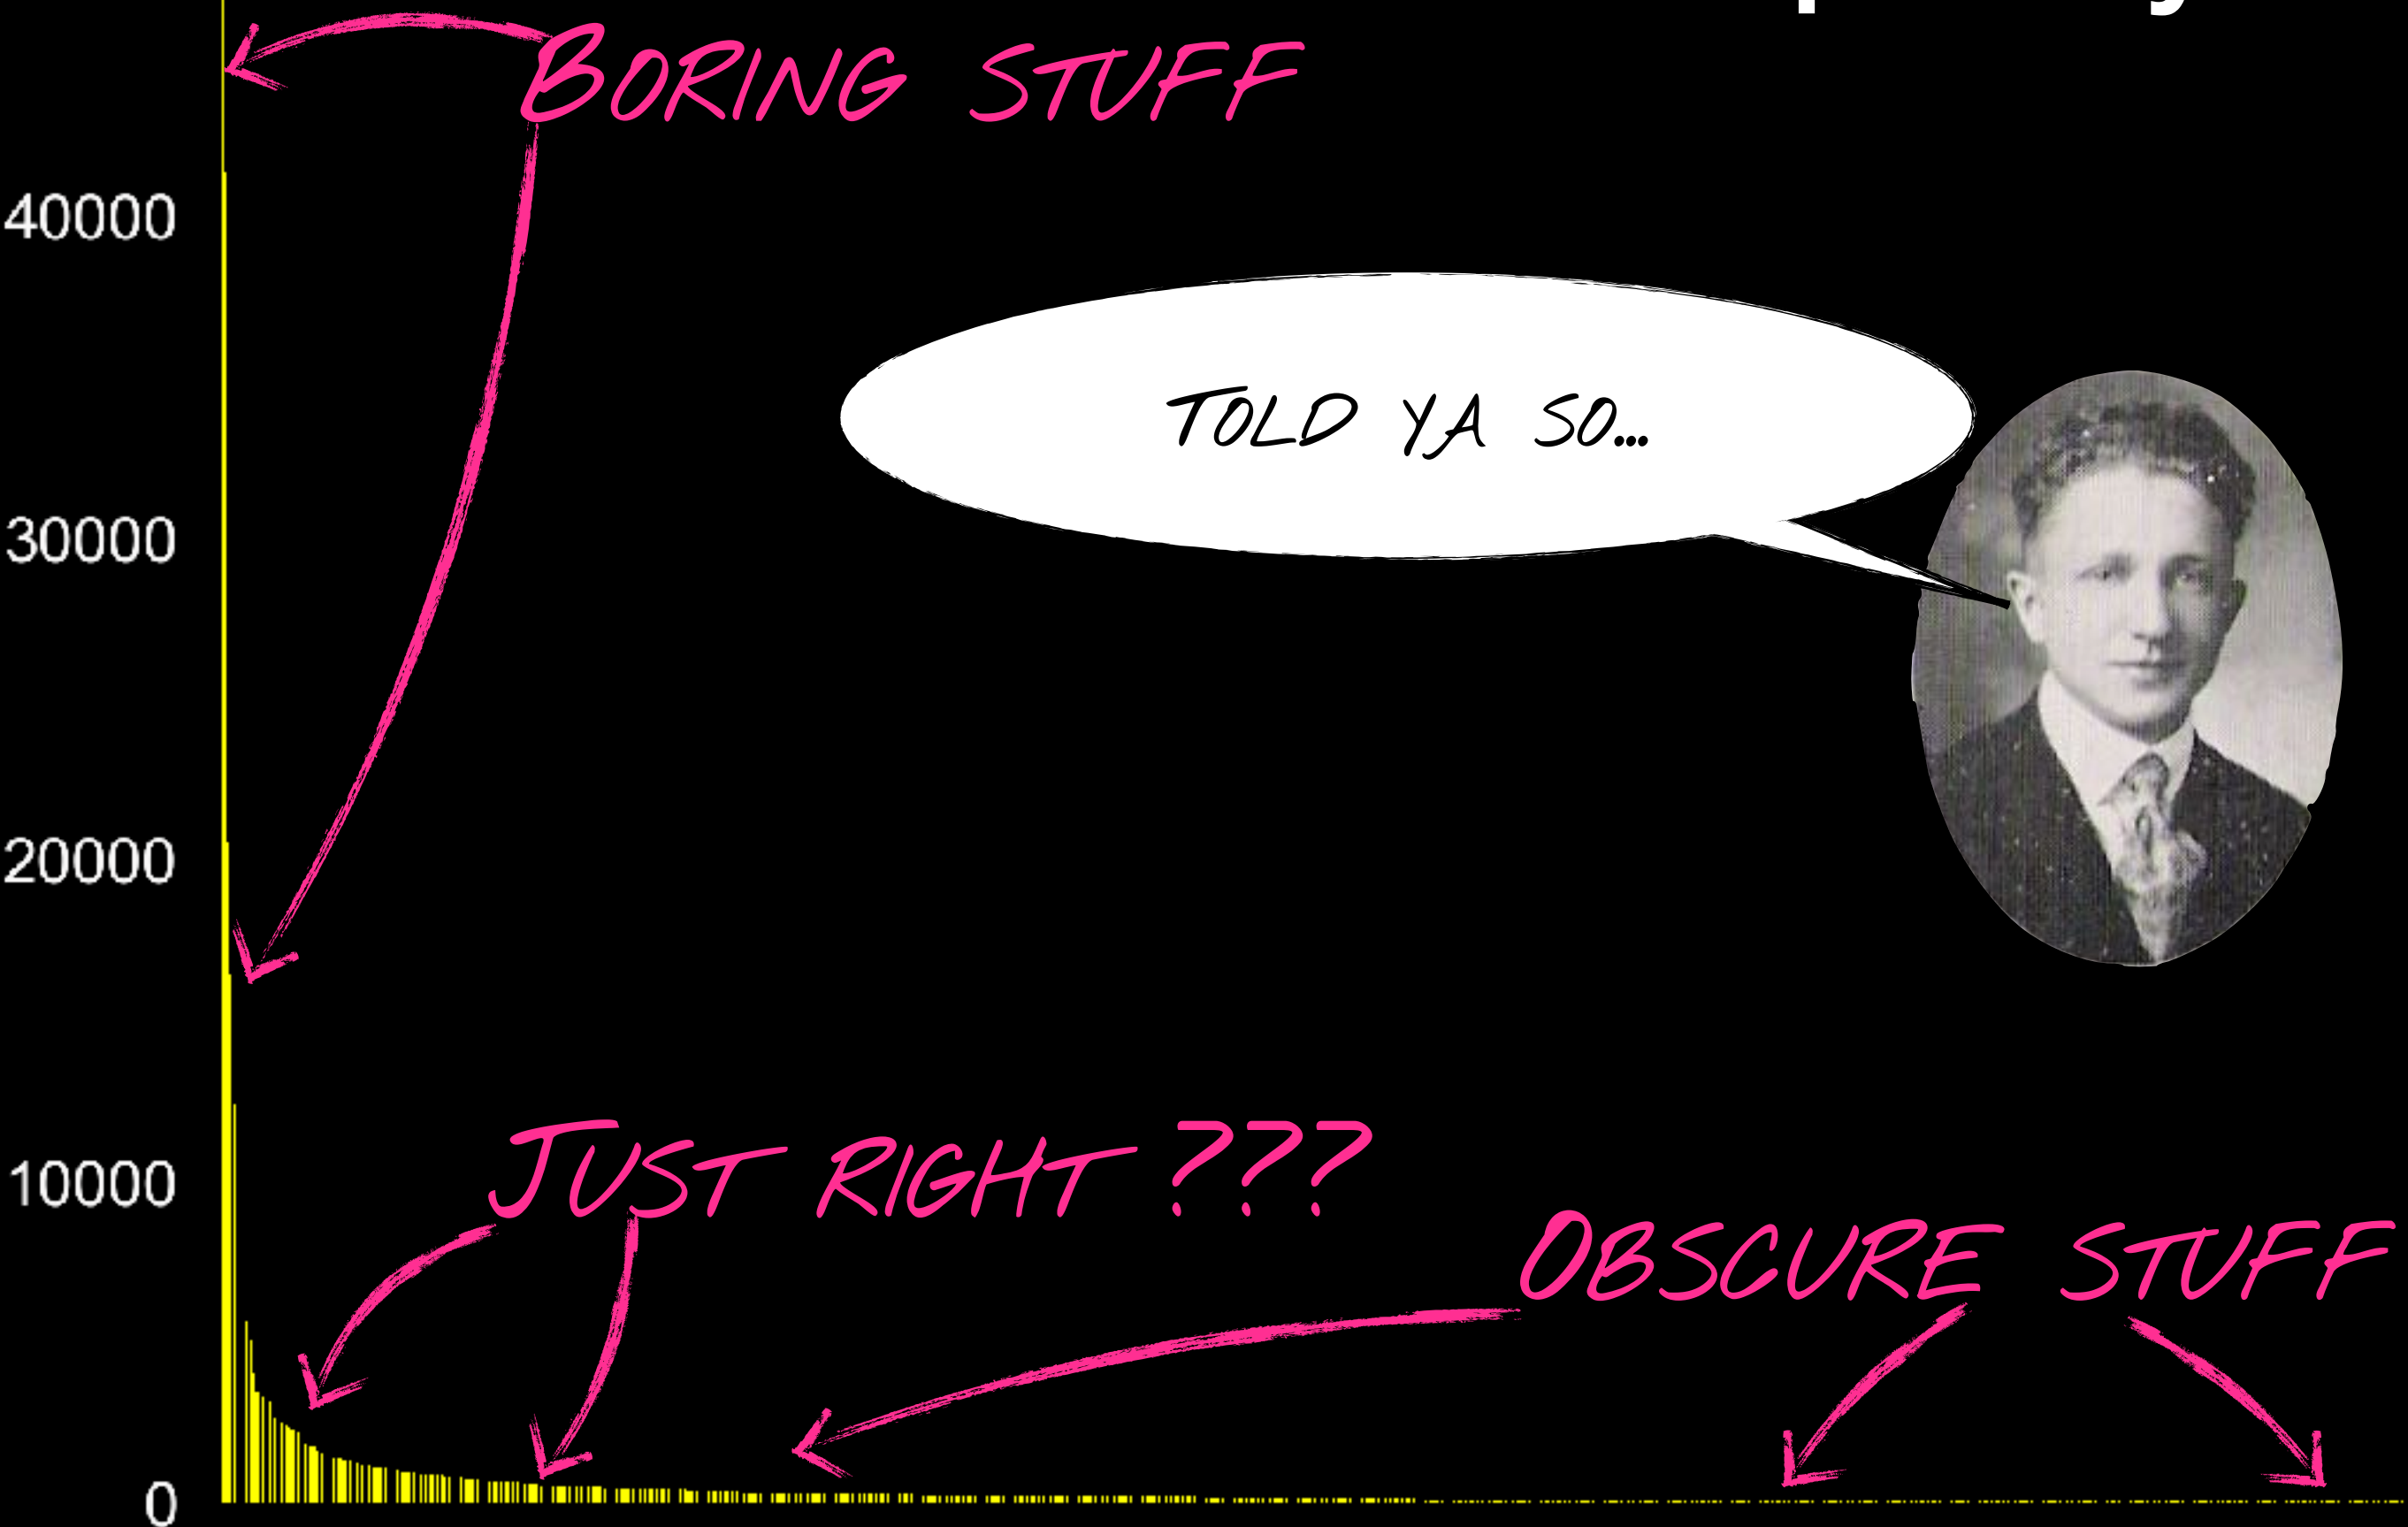 BORING STUFF
40000
TOLD YA SO...
30000
20000
10000
JUST RIGHT ???
OBSCURE STUFF
0